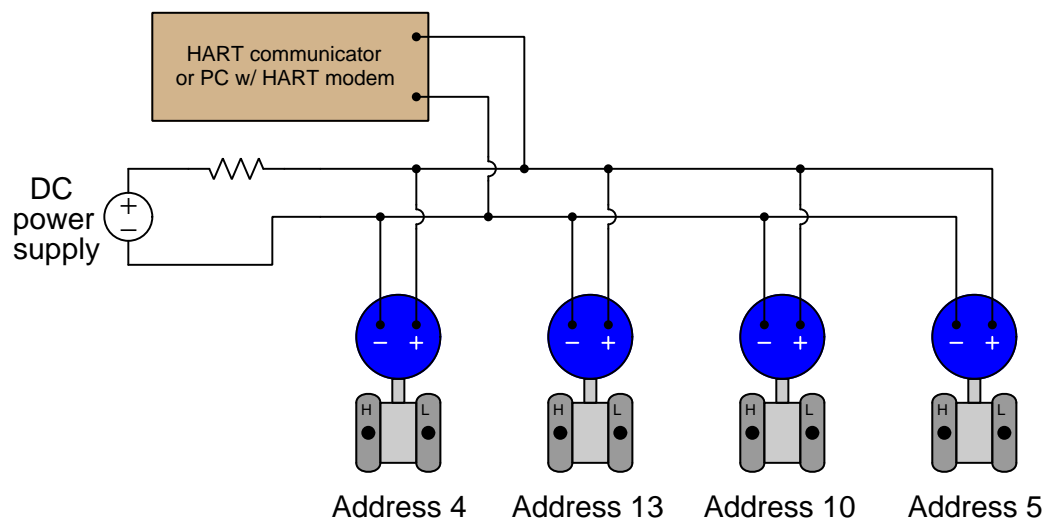 HART communicator
or PC w/ HART modem
DC
power
supply
+
−
− +
− +
− +
− +
H L
H L
H L
H L
Address 4
Address 13
Address 10
Address 5